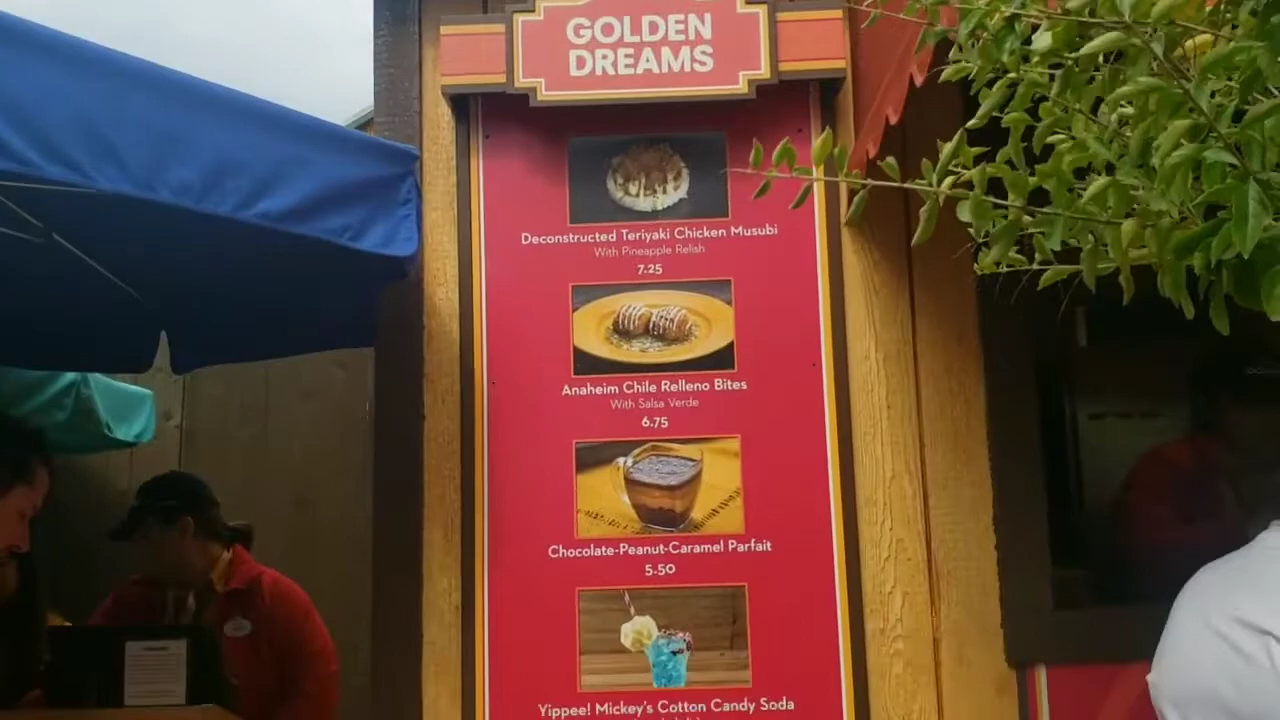 GOLDEN
DREAMS
Deconstructed Teriyaki Chicken Musubi
With Pineapple Relish
7.25
Anaheim Chile Relleno Bites
With Salsa Verde
6.75
Chocolate-Peanut-Caramel Parfait
5.50
Yippee! Mickey's Cotton Candy Soda